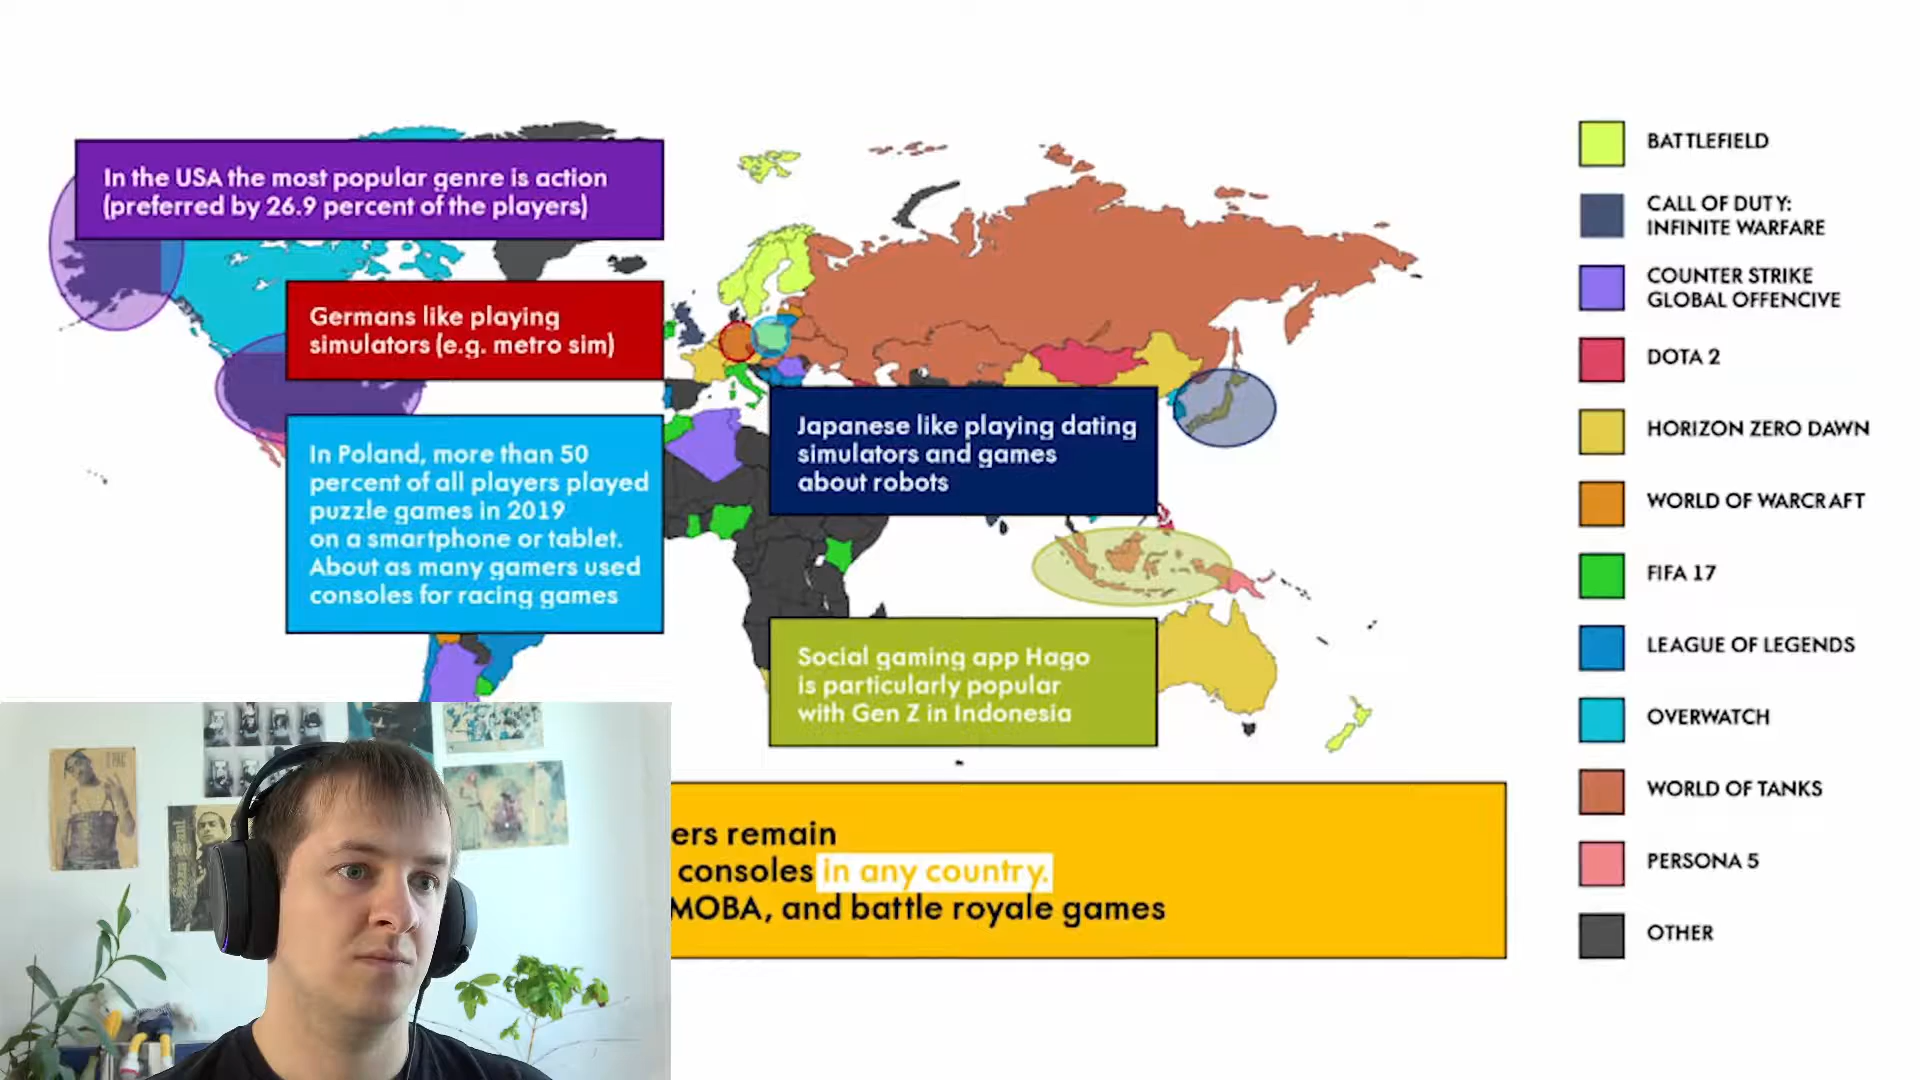 In the USA the most popular genre is action
(preferred by 26.9 percent of the players)
Germans like playing
simulators (e.g. metro sim)
In Poland, more than 50
percent of all players played
puzzle games in 2019
on a smartphone or tablet.
About as many gamers used
consoles for racing games
Japanese like playing dating
simulators and games
about robots
Social gaming app Hago
is particularly popular
with Gen Z in Indonesia
ers remain
consoles in any country.
MOBA, and battle royale games
BATTLEFIELD
CALL OF DUTY:
INFINITE WARFARE
COUNTER STRIKE
GLOBAL OFFENCIVE
DOTA 2
HORIZON ZERO DAWN
WORLD OF WARCRAFT
FIFA 17
LEAGUE OF LEGENDS
OVERWATCH
WORLD OF TANKS
PERSONA 5
OTHER